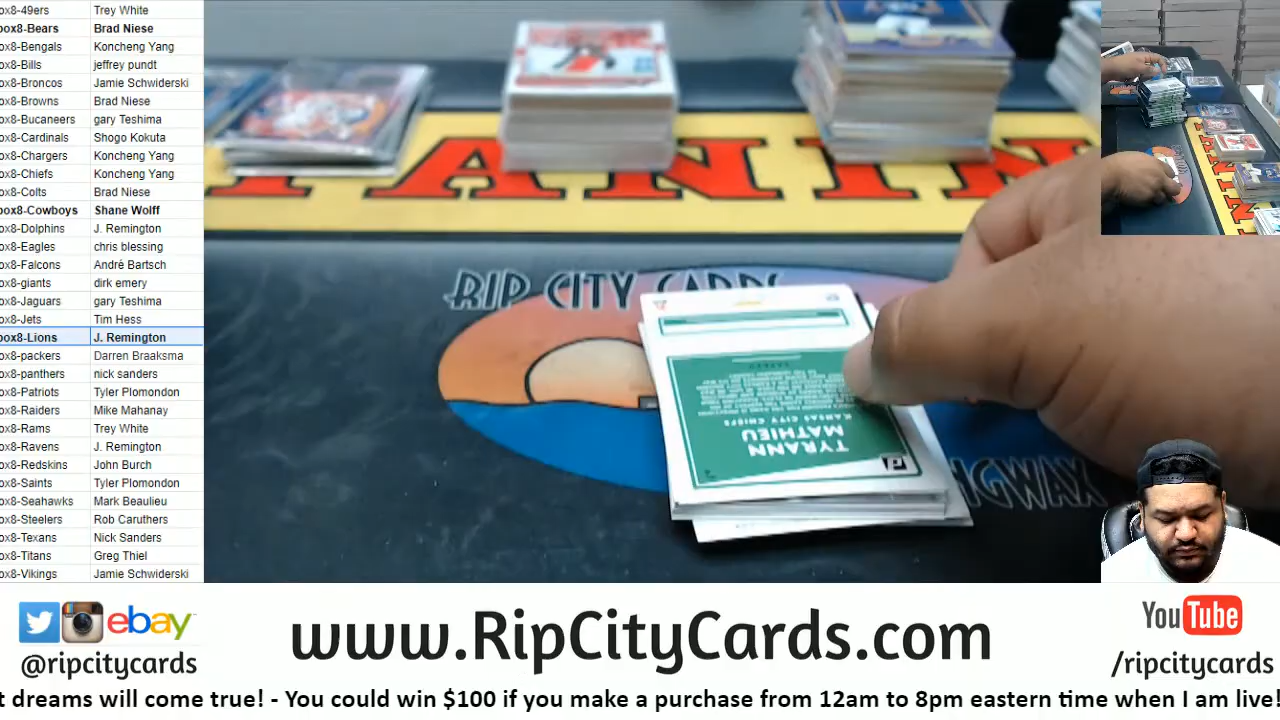 ox8-49ers Trey White
box8-Bears Brad Niese
ox8-Bengals Koncheng Yang
ox8-Bills jeffrey pundt
ox8-Broncos Jamie Schwiderski
ox8-Browns Brad Niese
ox8-Bucaneers gary Teshima
ox8-Cardinals Shogo Kokuta
ox8-Chargers Koncheng Yang
ox8-Chiefs Koncheng Yang
ox8-Colts Brad Niese
box8-Cowboys Shane Wolff
ox8-Dolphins J. Remington
ox8-Eagles chris blessing
ox8-Falcons André Bartsch
ox8-giants dirk emery
ox8-Jaguars gary Teshima
ox8-Jets Tim Hess
box8-Lions J. Remington
ox8-packers Darren Braaksma
ox8-panthers nick sanders
ox8-Patriots Tyler Plomondon
ox8-Raiders Mike Mahanay
ox8-Rams Trey White
ox8-Ravens J. Remington
ox8-Redskins John Burch
ox8-Saints Tyler Plomondon
ox8-Seahawks Mark Beaulieu
ox8-Steelers Rob Caruthers
ox8-Texans Nick Sanders
ox8-Titans Greg Thiel
ox8-Vikings Jamie Schwiderski
PANIN
RIP CITY CARDS
KANSAS CITY CHIEFS
TYRANN
MATHIEU
NGWAX
ebay
@ripcitycards
www.RipCityCards.com
YouTube
/ripcitycards
t dreams will come true! - You could win $100 if you make a purchase from 12am to 8pm eastern time when I am live!